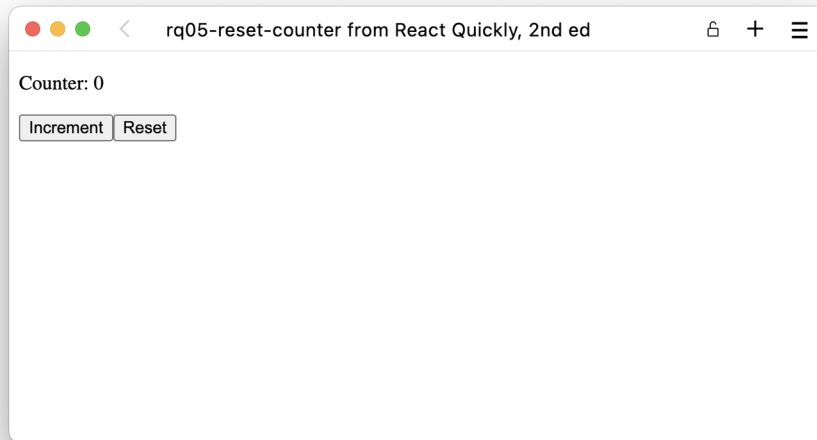 rq05-reset-counter from React Quickly, 2nd ed
Counter: 0
Increment Reset